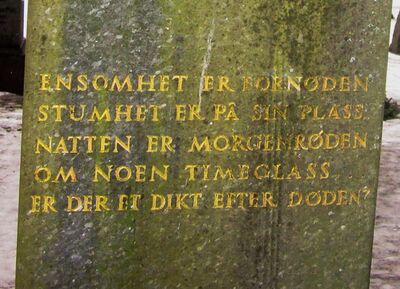 ENSOMHET ER FORNØDEN
STUMHET ER PÅ SIN PLASS.
NATTEN ER MORGENRØDEN
OM NOEN TIMEGLASS...
ER DER ET DIKT EFTER DØDEN?